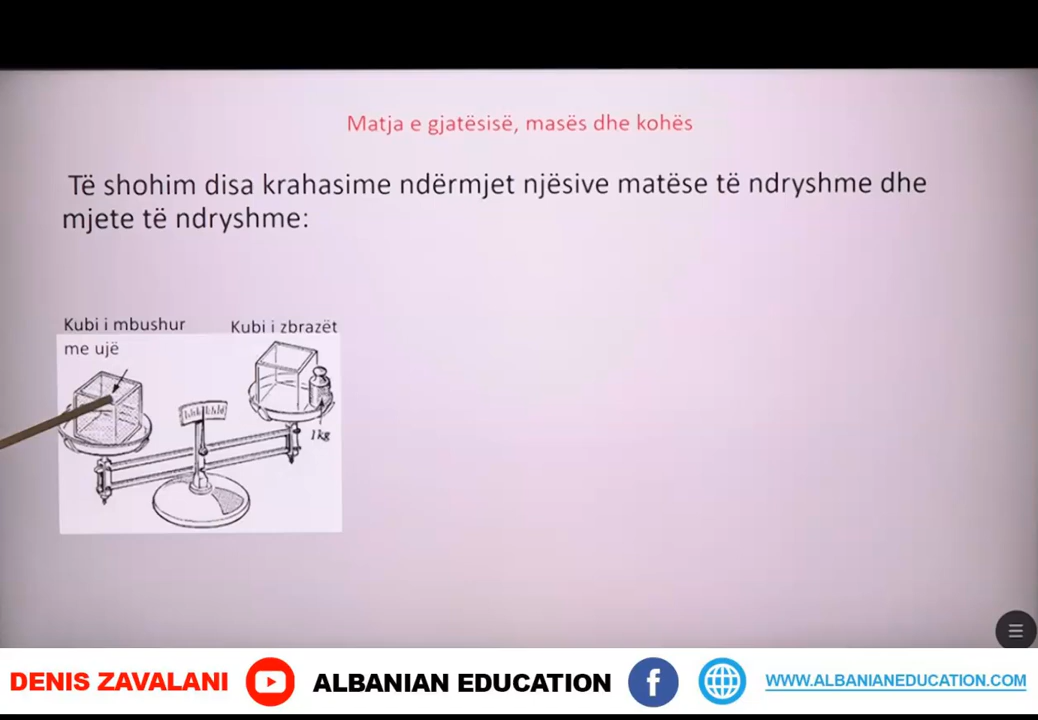 Matja e gjatësisë, masës dhe kohës
Të shohim disa krahasime ndërmjet njësive matëse të ndryshme dhe
mjete të ndryshme:
Kubi i mbushur
me ujë
Kubi i zbrazët
1kg
DENIS ZAVALANI
ALBANIAN EDUCATION
WWW.ALBANIANEDUCATION.COM